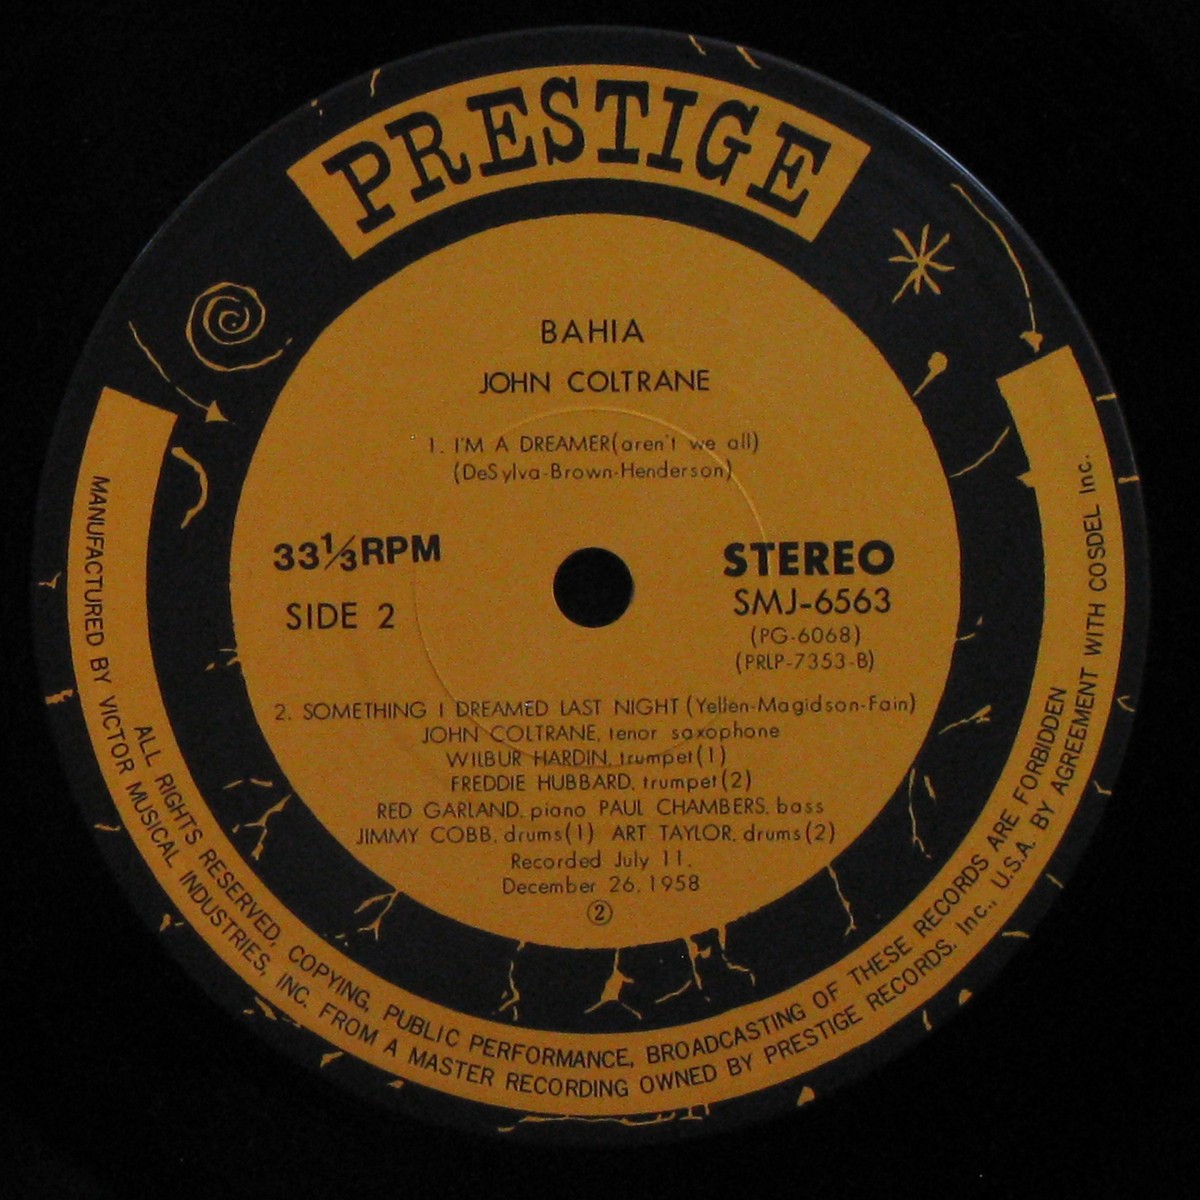 PRESTIGE
BAHIA
JOHN COLTRANE
1. I'M A DREAMER(aren't we all)
(DeSylva-Brown-Henderson)
33 1/3 RPM
SIDE 2
STEREO
SMJ-6563
(PG-6068)
(PRLP-7353-B)
2. SOMETHING I DREAMED LAST NIGHT (Yellen-Magidson-Fain)
JOHN COLTRANE, tenor saxophone
WILBUR HARDIN, trumpet(1)
FREDDIE HUBBARD, trumpet(2)
RED GARLAND, piano PAUL CHAMBERS, bass
JIMMY COBB, drums(1) ART TAYLOR, drums(2)
Recorded July 11,
December 26, 1958
②
ALL RIGHTS RESERVED, COPYING, PUBLIC PERFORMANCE, BROADCASTING OF THESE RECORDS ARE FORBIDDEN
MANUFACTURED BY VICTOR MUSICAL INDUSTRIES, INC. FROM A MASTER RECORDING OWNED BY PRESTIGE RECORDS, Inc., U.S.A. BY AGREEMENT WITH COSDEL Inc.